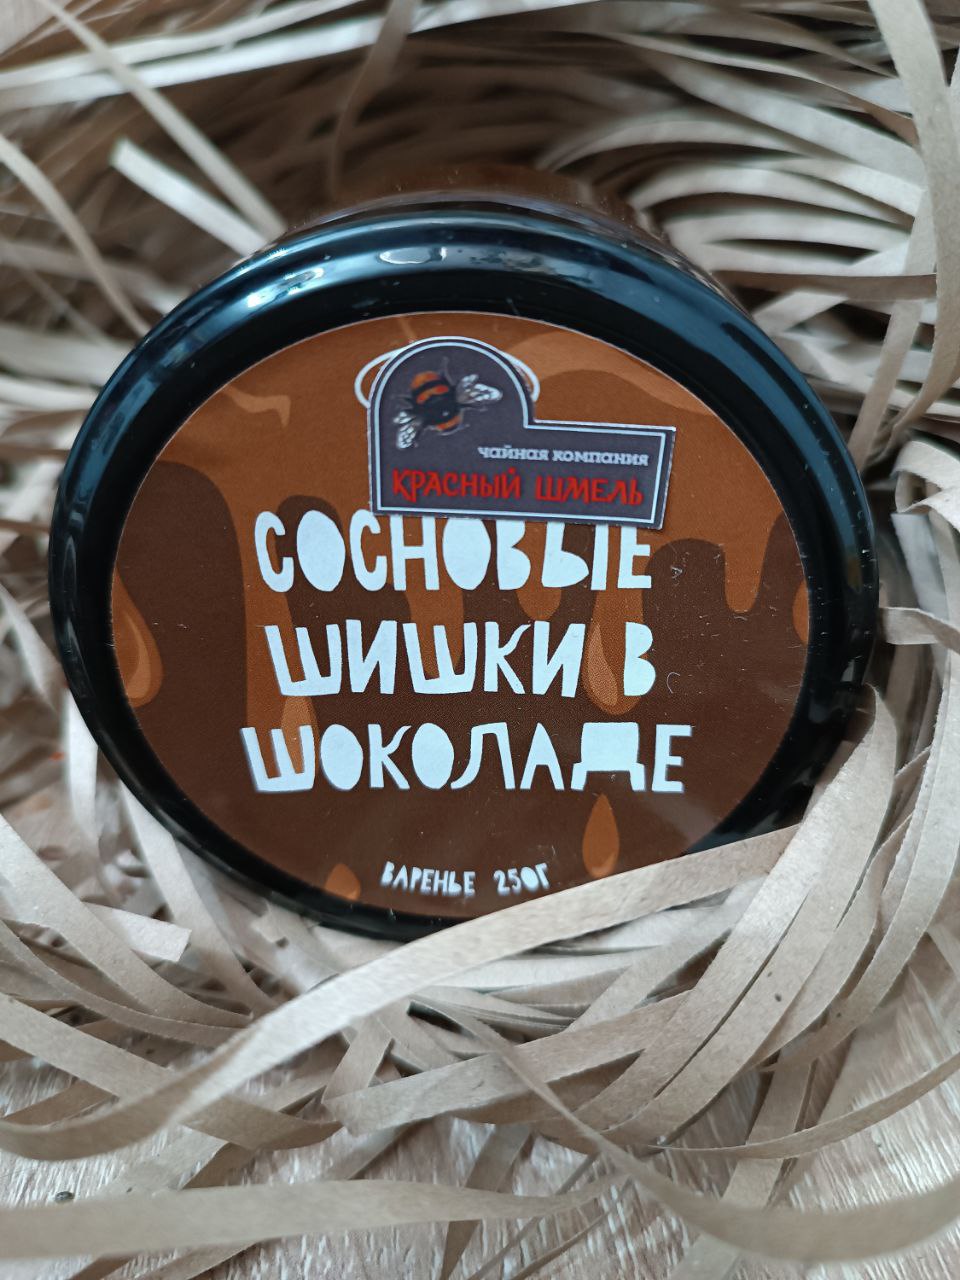 чайная компания
КРАСНЫЙ ШМЕЛЬ
СОСНОВЫЕ
ШИШКИ В
ШОКОЛАДЕ
ВАРЕНЬЕ 250Г